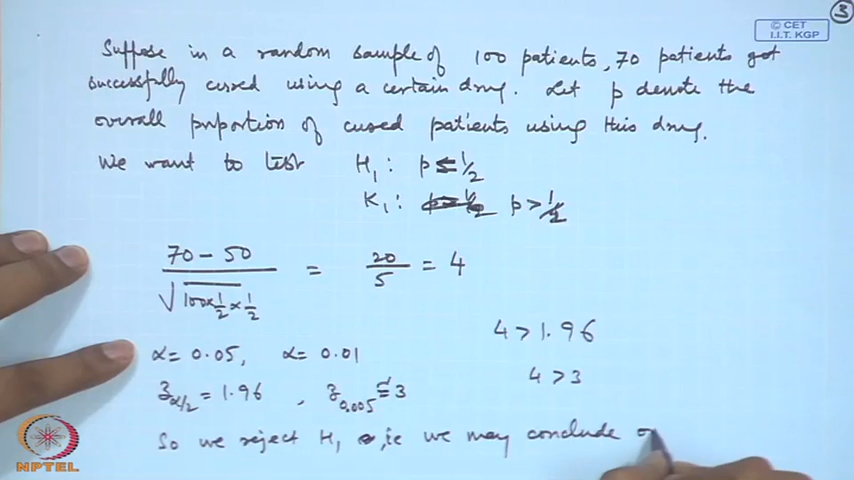 3
© CET
I.I.T. KGP
Suppose in a random sample of 100 patients, 70 patients got
successfully cured using a certain drug. Let p denote the
overall proportion of cured patients using this drug.
We want to test H₁: p ≤ 1/2
K₁: p > 1/2
(70 − 50) / √(100 × 1/2 × 1/2) = 20/5 = 4
4 > 1.96
α = 0.05, α = 0.01
4 > 3
z_{α/2} = 1.96, z_{0.005} ≅ 3
So we reject H₁, ie we may conclude
NPTEL